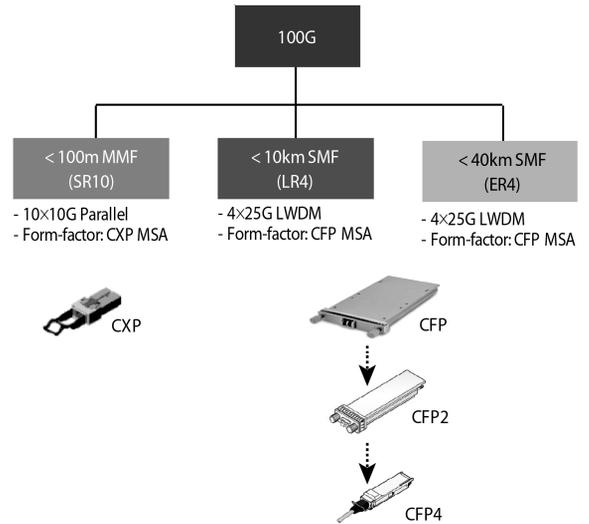 100G
< 100m MMF
(SR10)
- 10×10G Parallel
- Form-factor: CXP MSA
< 10km SMF
(LR4)
- 4×25G LWDM
- Form-factor: CFP MSA
< 40km SMF
(ER4)
- 4×25G LWDM
- Form-factor: CFP MSA
CXP
CFP
CFP2
CFP4